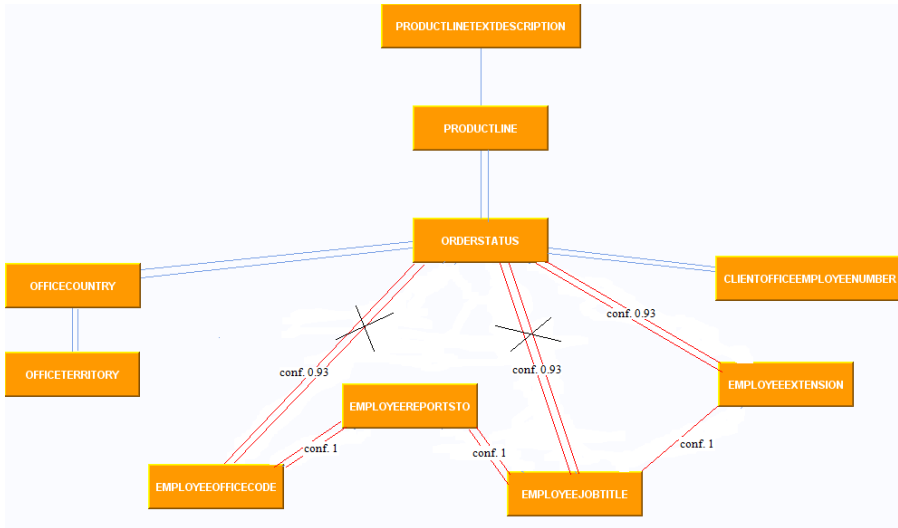 PRODUCTLINETEXTDESCRIPTION
PRODUCTLINE
ORDERSTATUS
OFFICECOUNTRY
CLIENTOFFICEEMPLOYEENUMBER
conf. 0.93
OFFICETERRITORY
conf. 0.93
conf. 0.93
EMPLOYEEEXTENSION
EMPLOYEEREPORTSTO
conf. 1
conf. 1
conf. 1
EMPLOYEEOFFICECODE
EMPLOYEEJOBTITLE